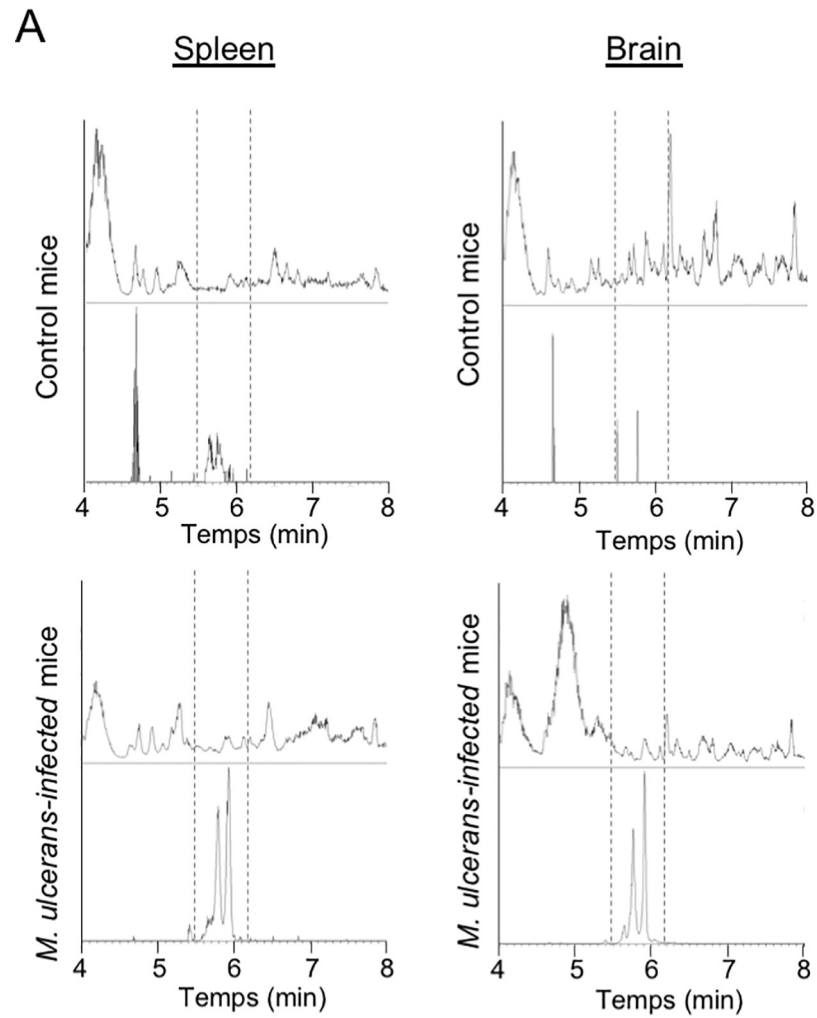 A
Spleen
Brain
Control mice
Control mice
4 5 6 7 8
Temps (min)
4 5 6 7 8
Temps (min)
M. ulcerans-infected mice
M. ulcerans-infected mice
4 5 6 7 8
Temps (min)
4 5 6 7 8
Temps (min)